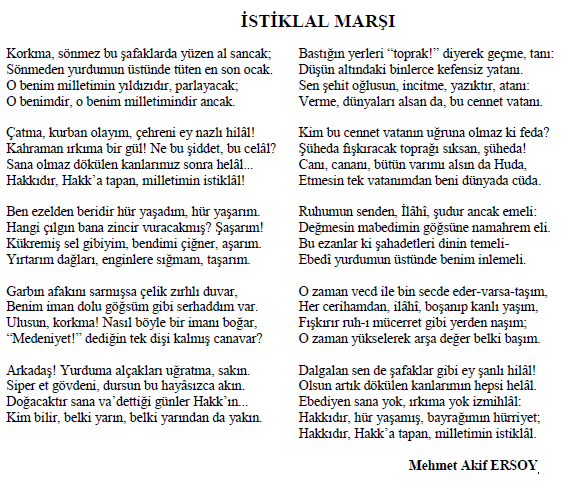 İSTİKLAL MARŞI
Korkma, sönmez bu şafaklarda yüzen al sancak;
Sönmeden yurdumun üstünde tüten en son ocak.
O benim milletimin yıldızıdır, parlayacak;
O benimdir, o benim milletimindir ancak.
Çatma, kurban olayım, çehreni ey nazlı hilâl!
Kahraman ırkıma bir gül! Ne bu şiddet, bu celâl?
Sana olmaz dökülen kanlarımız sonra helâl...
Hakkıdır, Hakk’a tapan, milletimin istiklâl!
Ben ezelden beridir hür yaşadım, hür yaşarım.
Hangi çılgın bana zincir vuracakmış? Şaşarım!
Kükremiş sel gibiyim, bendimi çiğner, aşarım.
Yırtarım dağları, enginlere sığmam, taşarım.
Garbın afakını sarmışsa çelik zırhlı duvar,
Benim iman dolu göğsüm gibi serhaddım var.
Ulusun, korkma! Nasıl böyle bir imanı boğar,
“Medeniyet!” dediğin tek dişi kalmış canavar?
Arkadaş! Yurduma alçakları uğratma, sakın.
Siper et gövdeni, dursun bu hayâsızca akın.
Doğacaktır sana va’dettiği günler Hakk’ın...
Kim bilir, belki yarın, belki yarından da yakın.
Bastığın yerleri “toprak!” diyerek geçme, tanı:
Düşün altındaki binlerce kefensiz yatanı.
Sen şehit oğlusun, incitme, yazıktır, atanı:
Verme, dünyaları alsan da, bu cennet vatanı.
Kim bu cennet vatanın uğruna olmaz ki feda?
Şüheda fışkıracak toprağı sıksan, şüheda!
Canı, cananı, bütün varımı alsın da Huda,
Etmesin tek vatanımdan beni dünyada cüda.
Ruhumun senden, İlâhî, şudur ancak emeli:
Değmesin mabedimin göğsüne namahrem eli.
Bu ezanlar ki şahadetleri dinin temeli-
Ebedî yurdumun üstünde benim inlemeli.
O zaman vecd ile bin secde eder-varsa-taşım,
Her cerihamdan, ilâhî, boşanıp kanlı yaşım,
Fışkırır ruh-ı mücerret gibi yerden naşım;
O zaman yükselerek arşa değer belki başım.
Dalgalan sen de şafaklar gibi ey şanlı hilâl!
Olsun artık dökülen kanlarımın hepsi helâl.
Ebediyen sana yok, ırkıma yok izmihlâl:
Hakkıdır, hür yaşamış, bayrağımın hürriyet;
Hakkıdır, Hakk’a tapan, milletimin istiklâl.
Mehmet Akif ERSOY